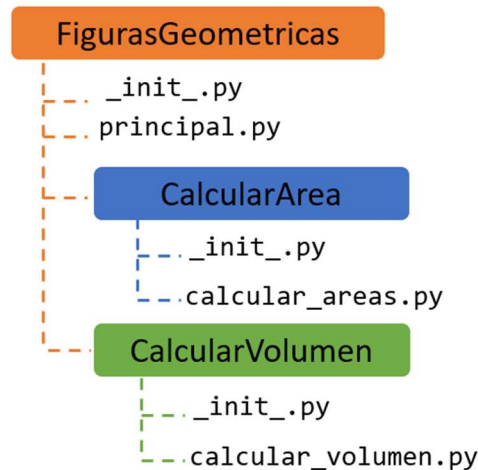 FigurasGeometricas
_init_.py
principal.py
CalcularArea
_init_.py
calcular_areas.py
CalcularVolumen
_init_.py
calcular_volumen.py